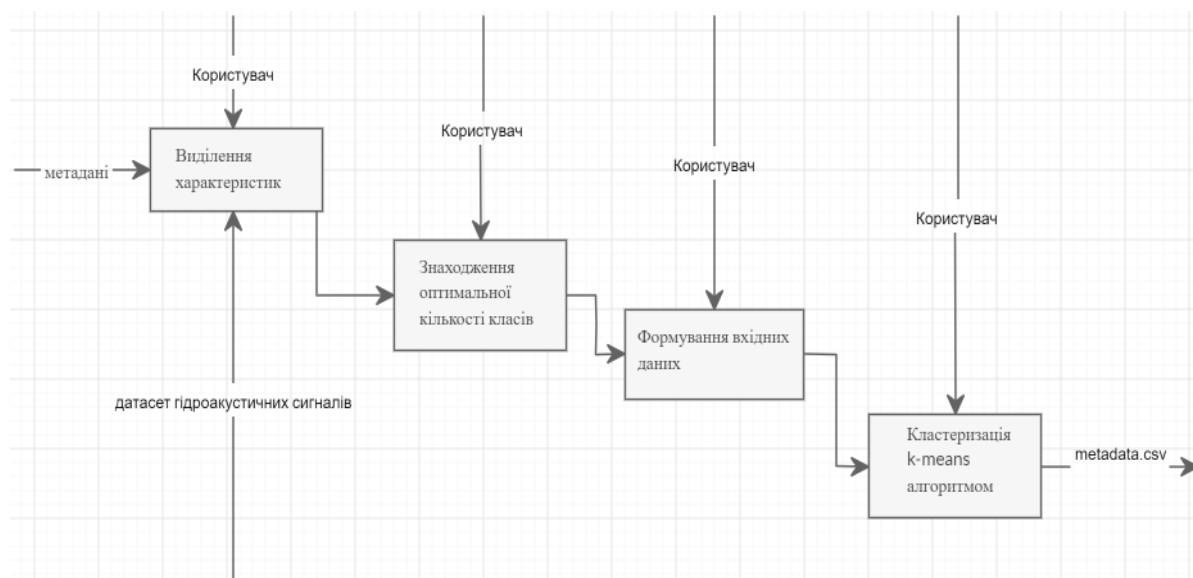 Користувач
Користувач
Користувач
Користувач
метадані
Виділення
характеристик
Знаходження
оптимальної
кількості класів
Формування вхідних
даних
датасет гідроакустичних сигналів
Кластеризація
k-means
алгоритмом
metadata.csv